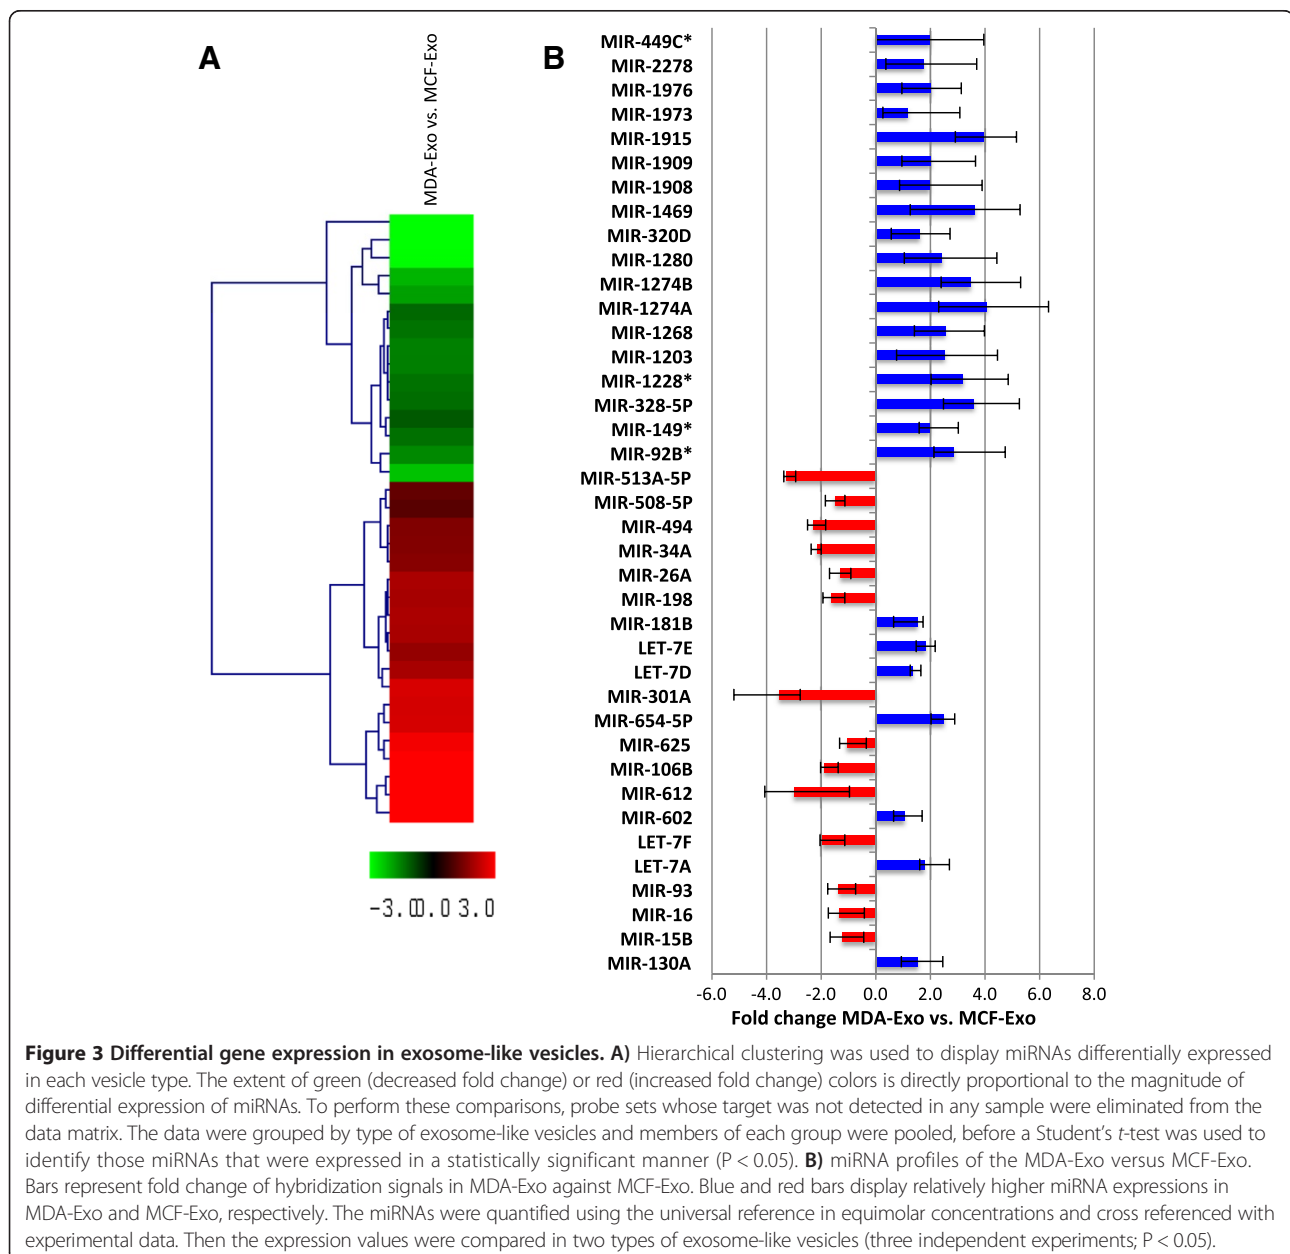 A
MDA-Exo vs. MCF-Exo
-3.0
0.0
3.0
B
MIR-449C*
MIR-2278
MIR-1976
MIR-1973
MIR-1915
MIR-1909
MIR-1908
MIR-1469
MIR-320D
MIR-1280
MIR-1274B
MIR-1274A
MIR-1268
MIR-1203
MIR-1228*
MIR-328-5P
MIR-149*
MIR-92B*
MIR-513A-5P
MIR-508-5P
MIR-494
MIR-34A
MIR-26A
MIR-198
MIR-181B
LET-7E
LET-7D
MIR-301A
MIR-654-5P
MIR-625
MIR-106B
MIR-612
MIR-602
LET-7F
LET-7A
MIR-93
MIR-16
MIR-15B
MIR-130A
-6.0 -4.0 -2.0 0.0 2.0 4.0 6.0 8.0
Fold change MDA-Exo vs. MCF-Exo
Figure 3 Differential gene expression in exosome-like vesicles. A) Hierarchical clustering was used to display miRNAs differentially expressed
in each vesicle type. The extent of green (decreased fold change) or red (increased fold change) colors is directly proportional to the magnitude of
differential expression of miRNAs. To perform these comparisons, probe sets whose target was not detected in any sample were eliminated from the
data matrix. The data were grouped by type of exosome-like vesicles and members of each group were pooled, before a Student's t-test was used to
identify those miRNAs that were expressed in a statistically significant manner (P < 0.05). B) miRNA profiles of the MDA-Exo versus MCF-Exo.
Bars represent fold change of hybridization signals in MDA-Exo against MCF-Exo. Blue and red bars display relatively higher miRNA expressions in
MDA-Exo and MCF-Exo, respectively. The miRNAs were quantified using the universal reference in equimolar concentrations and cross referenced with
experimental data. Then the expression values were compared in two types of exosome-like vesicles (three independent experiments; P < 0.05).